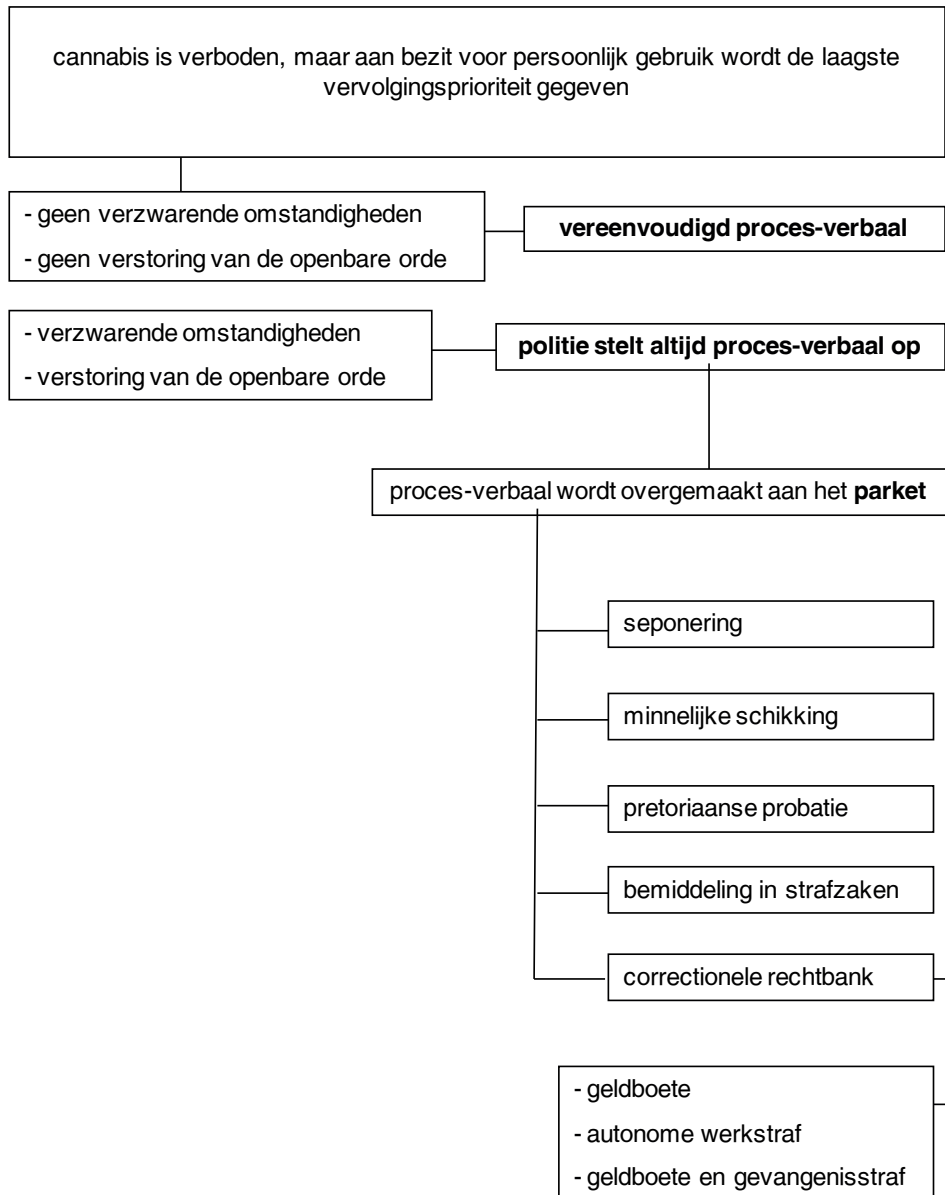 cannabis is verboden, maar aan bezit voor persoonlijk gebruik wordt de laagste
vervolgingsprioriteit gegeven
- geen verzwarende omstandigheden
- geen verstoring van de openbare orde
vereenvoudigd proces-verbaal
- verzwarende omstandigheden
- verstoring van de openbare orde
politie stelt altijd proces-verbaal op
proces-verbaal wordt overgemaakt aan het parket
seponering
minnelijke schikking
pretoriaanse probatie
bemiddeling in strafzaken
correctionele rechtbank
- geldboete
- autonome werkstraf
- geldboete en gevangenisstraf